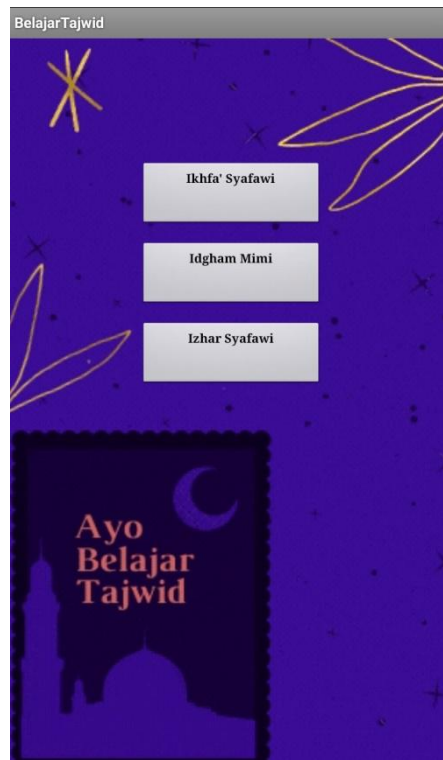 BelajarTajwid
Ikhfa' Syafawi
Idgham Mimi
Izhar Syafawi
Ayo
Belajar
Tajwid